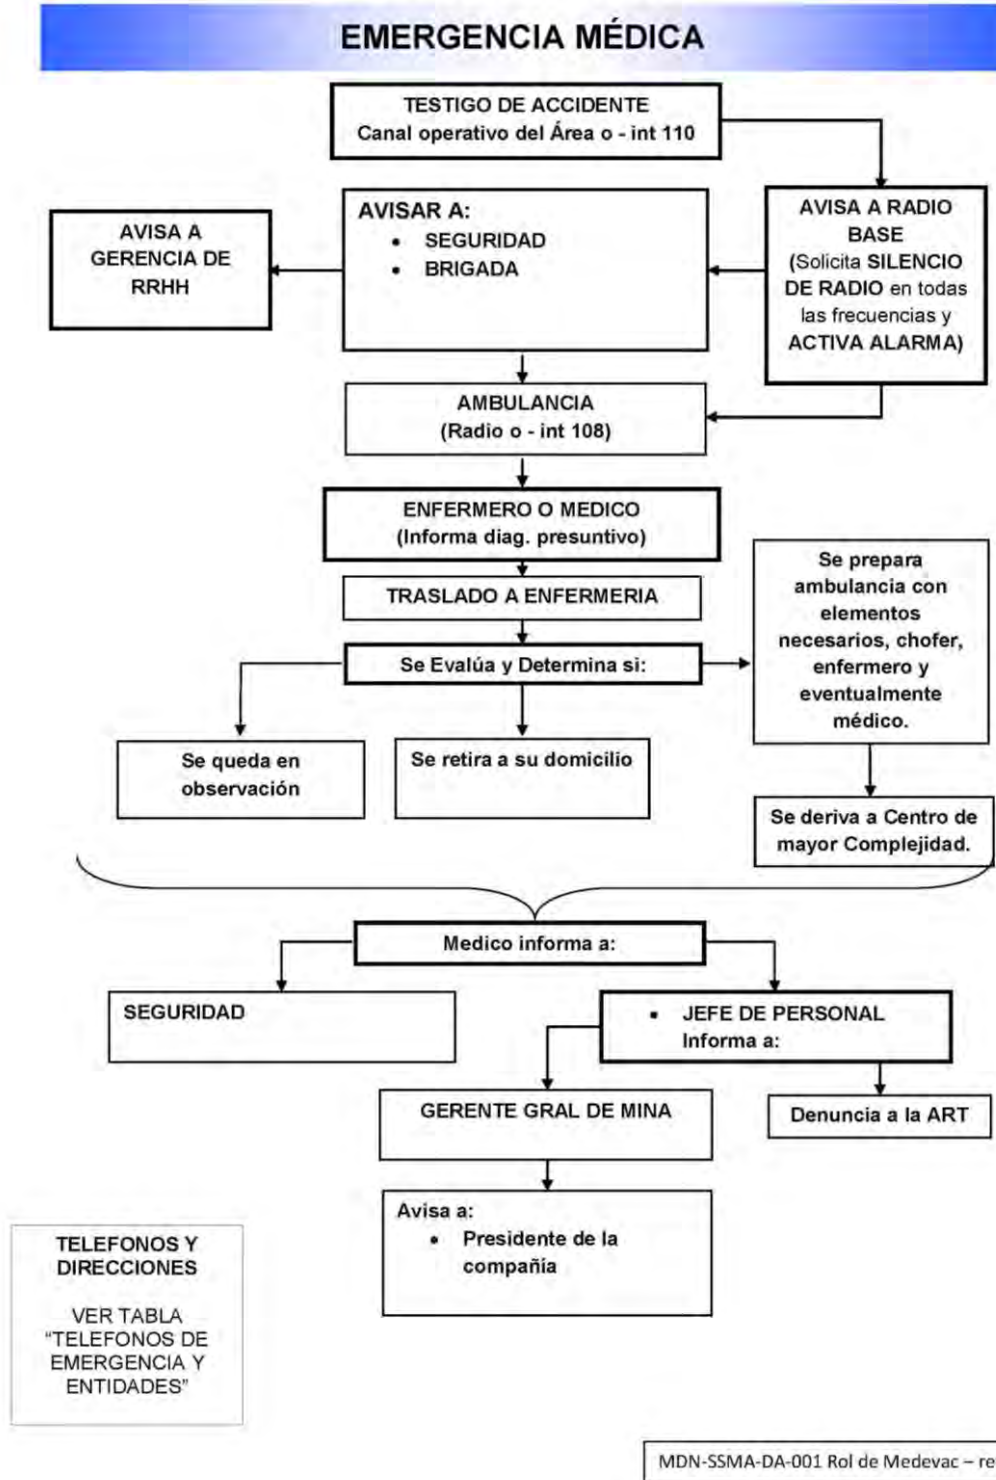 EMERGENCIA MÉDICA
TESTIGO DE ACCIDENTE
Canal operativo del Área o - int 110
AVISA A
GERENCIA DE
RRHH
AVISAR A:
• SEGURIDAD
• BRIGADA
AVISA A RADIO
BASE
(Solicita SILENCIO
DE RADIO en todas
las frecuencias y
ACTIVA ALARMA)
AMBULANCIA
(Radio o - int 108)
ENFERMERO O MEDICO
(Informa diag. presuntivo)
TRASLADO A ENFERMERIA
Se Evalúa y Determina si:
Se prepara
ambulancia con
elementos
necesarios, chofer,
enfermero y
eventualmente
médico.
Se queda en
observación
Se retira a su domicilio
Se deriva a Centro de
mayor Complejidad.
Medico informa a:
SEGURIDAD
• JEFE DE PERSONAL
Informa a:
GERENTE GRAL DE MINA
Denuncia a la ART
Avisa a:
• Presidente de la
compañía
TELEFONOS Y
DIRECCIONES
VER TABLA
“TELEFONOS DE
EMERGENCIA Y
ENTIDADES”
MDN-SSMA-DA-001 Rol de Medevac – re